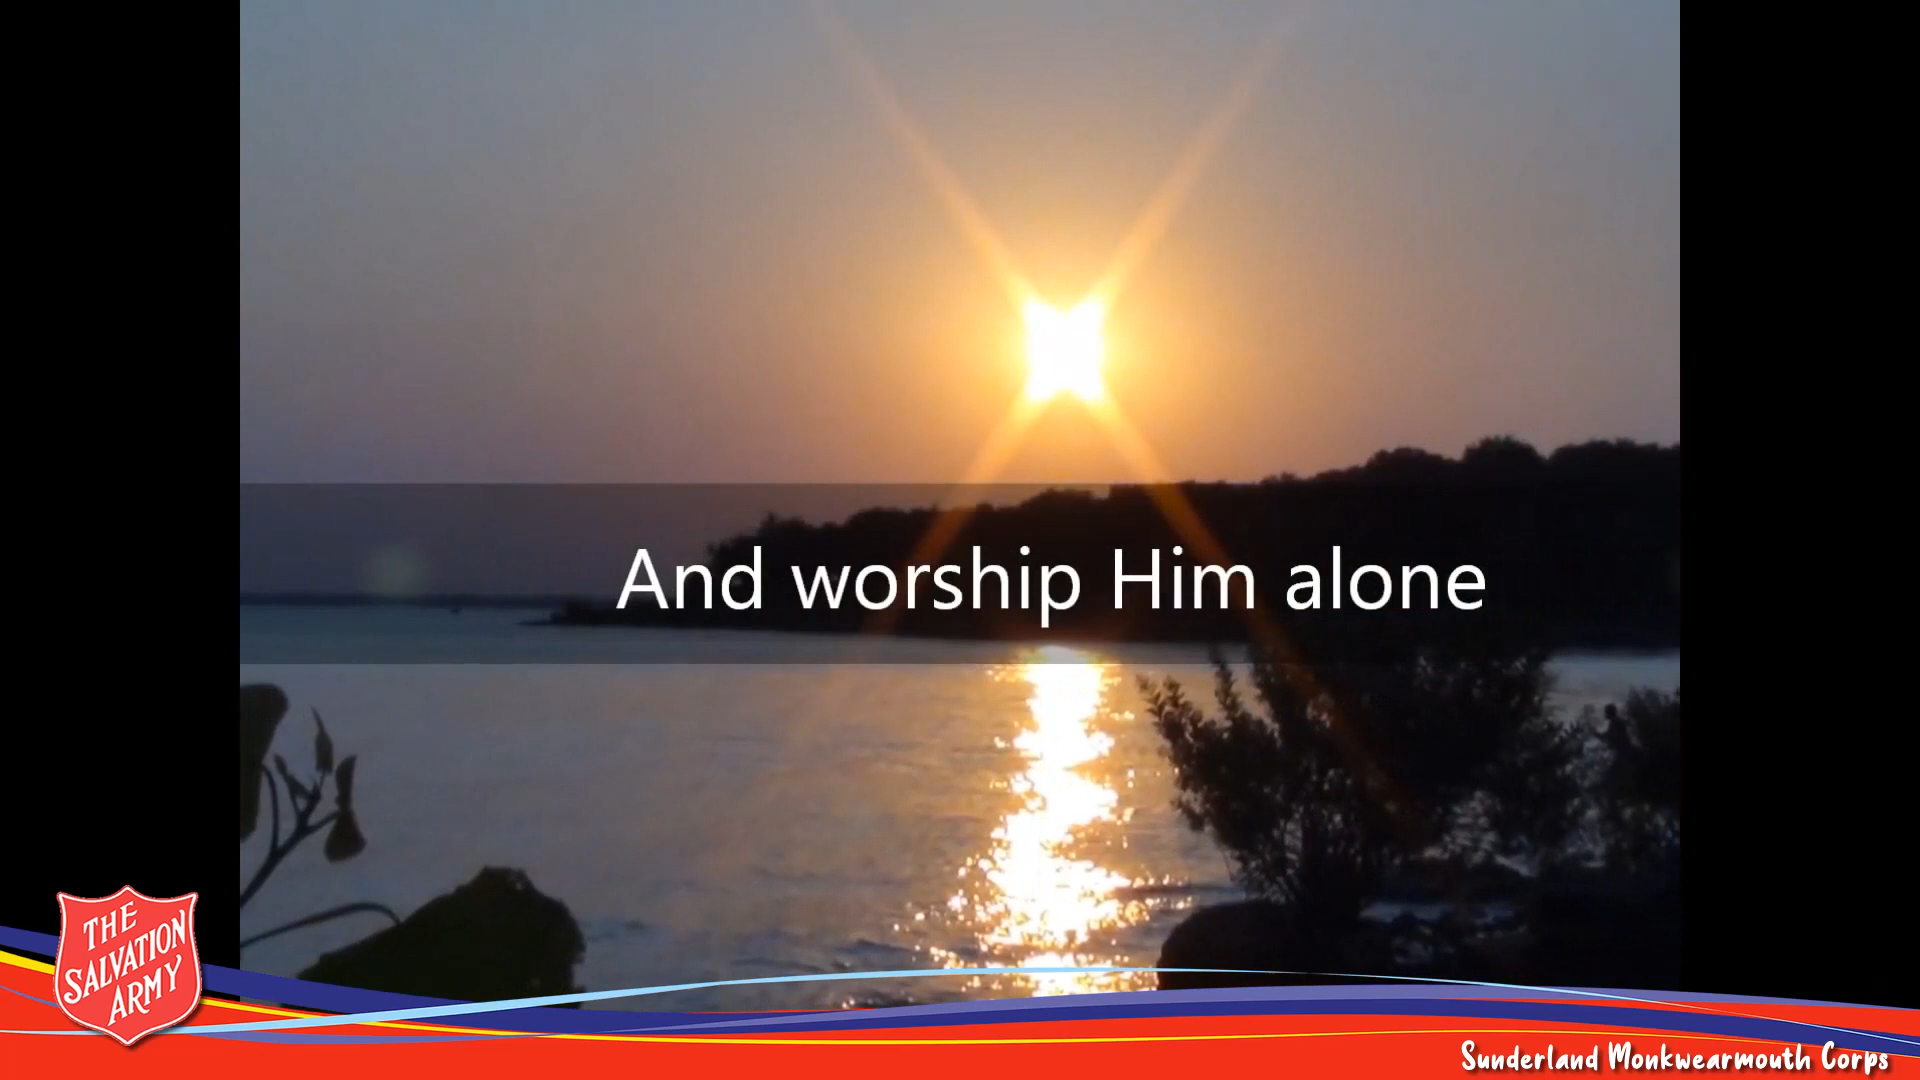 And worship Him alone
THE
SALVATION
ARMY
Sunderland Monkwearmouth Corps